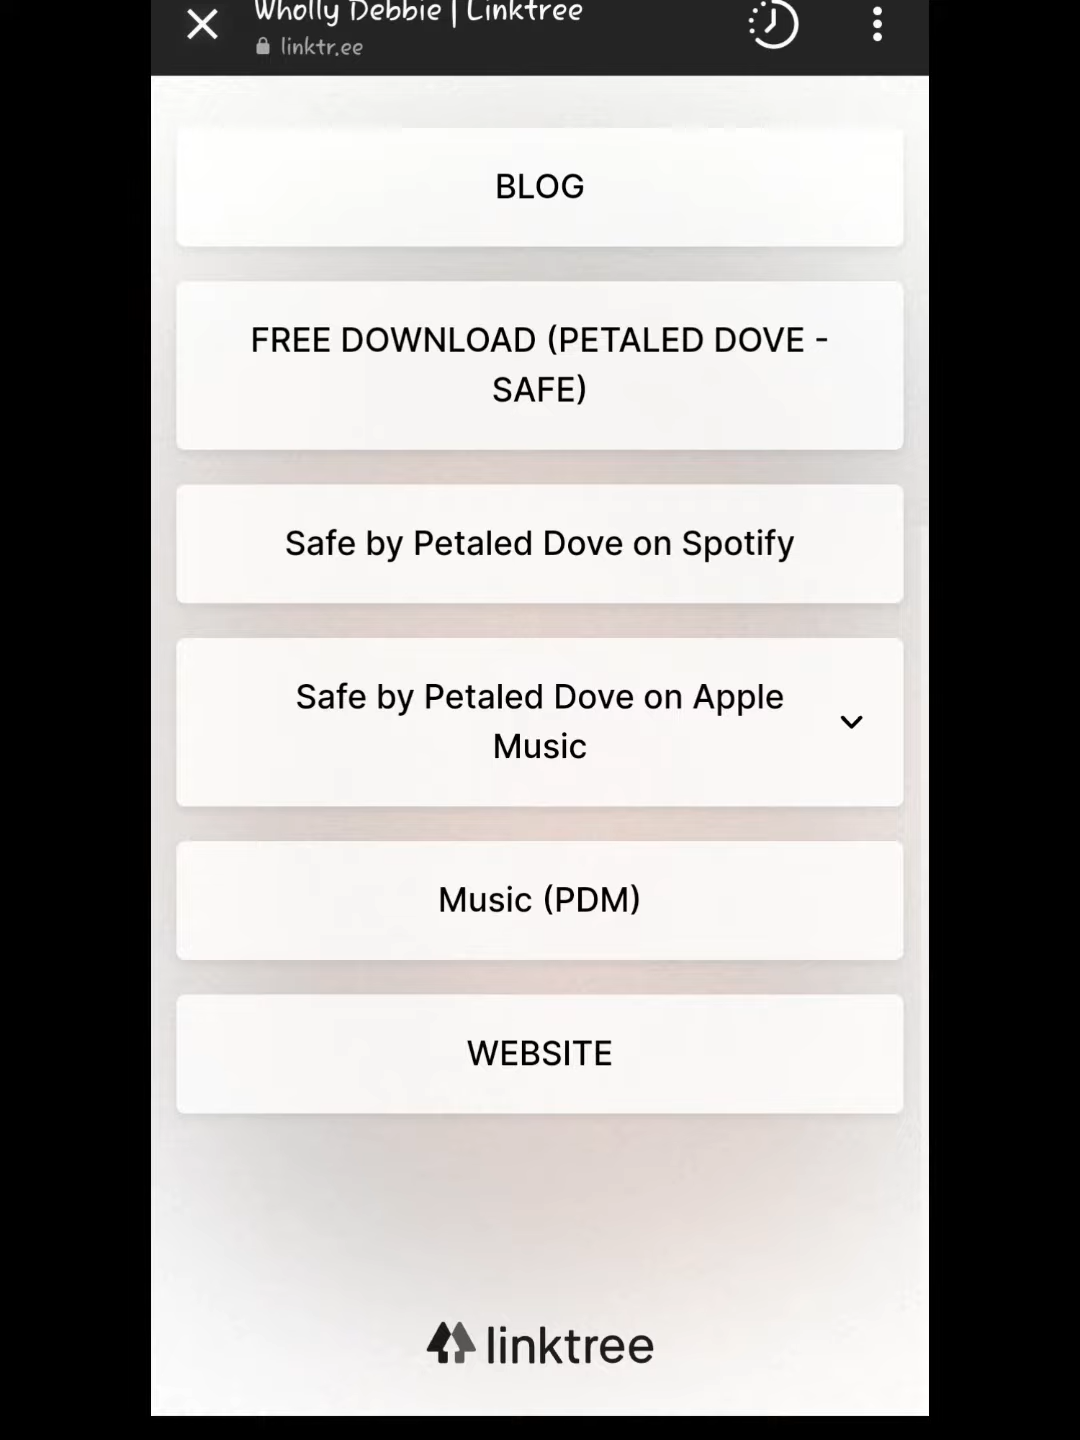 Wholly Debbie | Linktree
linktr.ee
BLOG
FREE DOWNLOAD (PETALED DOVE -
SAFE)
Safe by Petaled Dove on Spotify
Safe by Petaled Dove on Apple
Music
Music (PDM)
WEBSITE
linktree